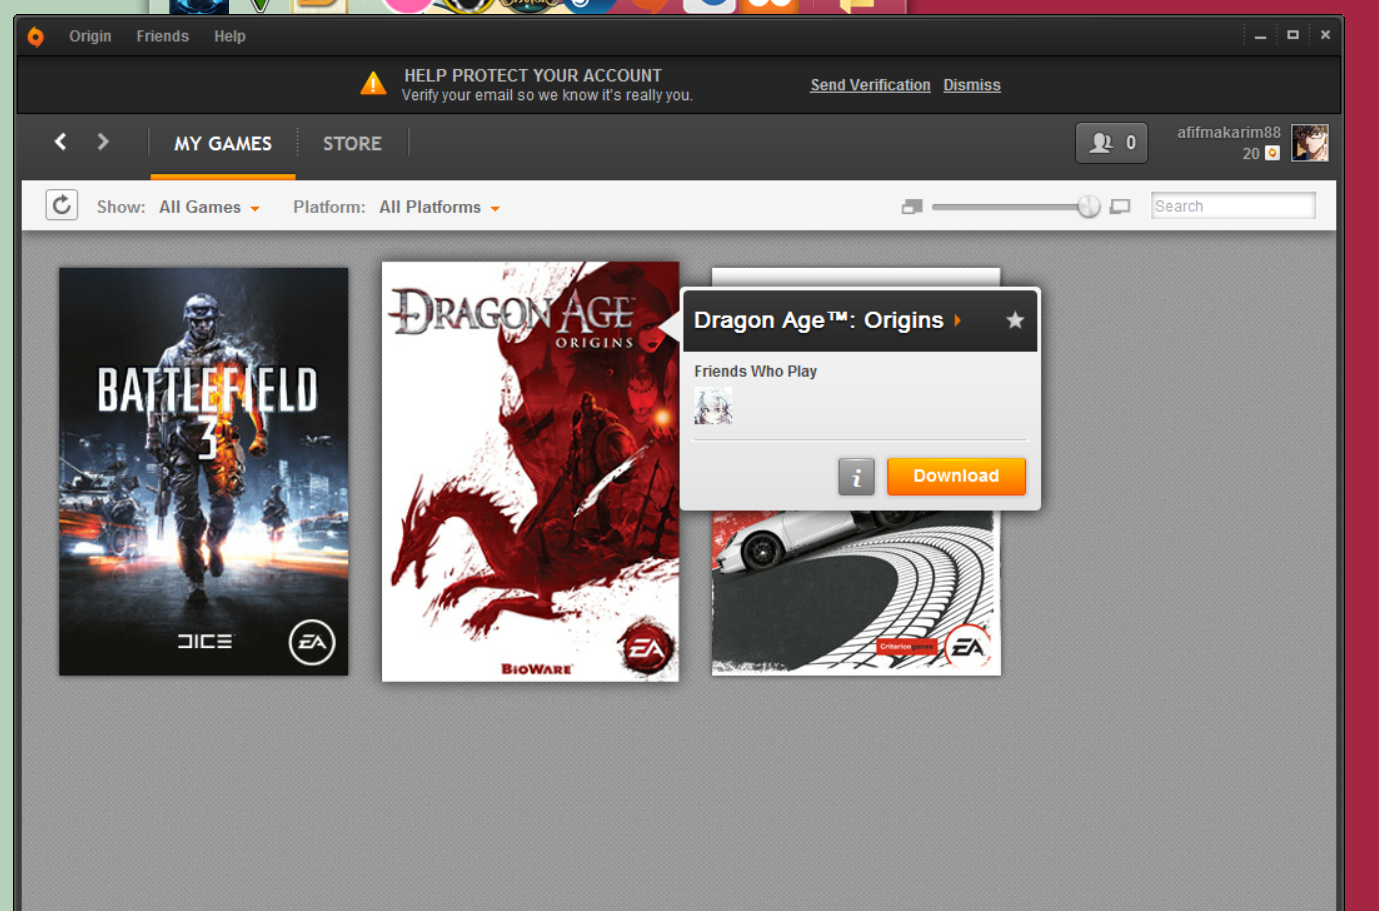 Origin Friends Help
HELP PROTECT YOUR ACCOUNT
Verify your email so we know it's really you.
Send Verification Dismiss
MY GAMES STORE
0
afifmakarim88
20
Show: All Games Platform: All Platforms
Search
BATTLEFIELD
3
DICE
EA
DRAGON AGE
ORIGINS
BIOWARE
EA
Dragon Age™: Origins
Friends Who Play
i Download
Criterion games
EA